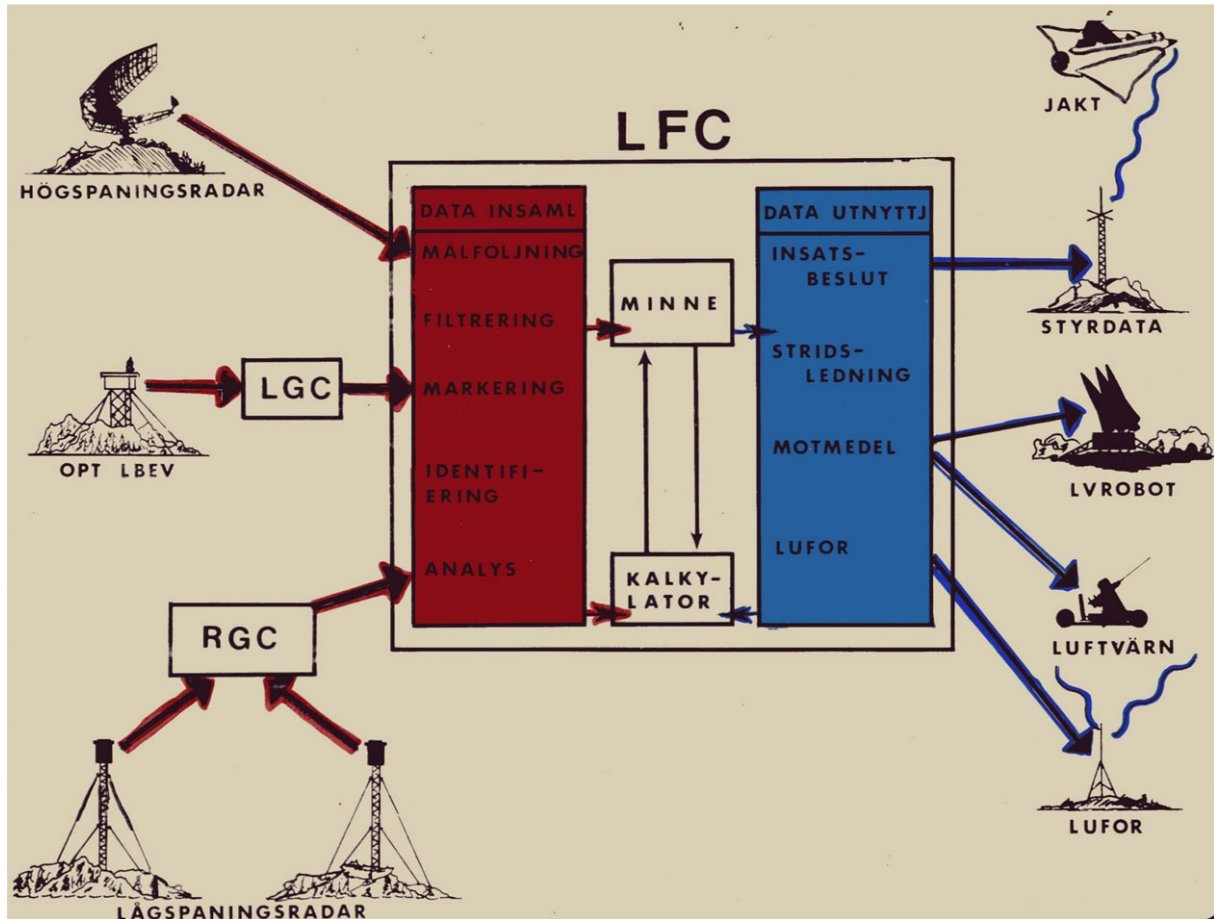 LFC
HÖGSPANINGSRADAR
OPT LBEV
LGC
RGC
LÅGSPANINGSRADAR
DATA INSAML
MÅLFÖLJNING
FILTRERING
MARKERING
IDENTIFI-
ERING
ANALYS
MINNE
KALKY-
LATOR
DATA UTNYTTJ
INSATS-
BESLUT
STRIDS-
LEDNING
MOTMEDEL
LUFOR
JAKT
STYRDATA
LVROBOT
LUFTVÄRN
LUFOR